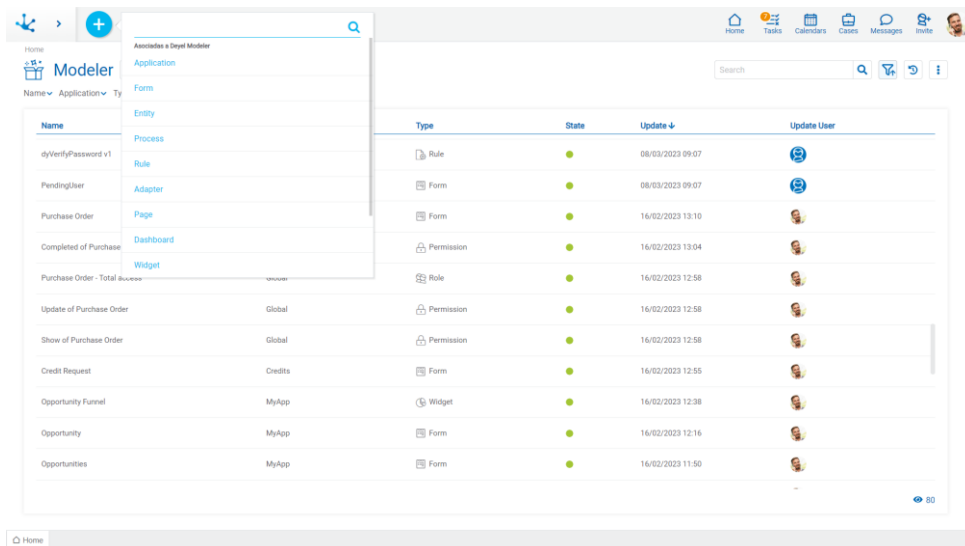 7
Home Tasks Calendars Cases Messages Invite
Asociadas a Deyel Modeler
Application
Form
Entity
Process
Rule
Adapter
Page
Dashboard
Widget
Home
Modeler
Search
Name Application Ty
Name Type State Update Update User
dyVerifyPassword v1 Rule 08/03/2023 09:07
PendingUser Form 08/03/2023 09:07
Purchase Order Form 16/02/2023 13:10
Completed of Purchase Permission 16/02/2023 13:04
Purchase Order - Total access Global Role 16/02/2023 12:58
Update of Purchase Order Global Permission 16/02/2023 12:58
Show of Purchase Order Global Permission 16/02/2023 12:58
Credit Request Credits Form 16/02/2023 12:55
Opportunity Funnel MyApp Widget 16/02/2023 12:38
Opportunity MyApp Form 16/02/2023 12:16
Opportunities MyApp Form 16/02/2023 11:50
80
Home